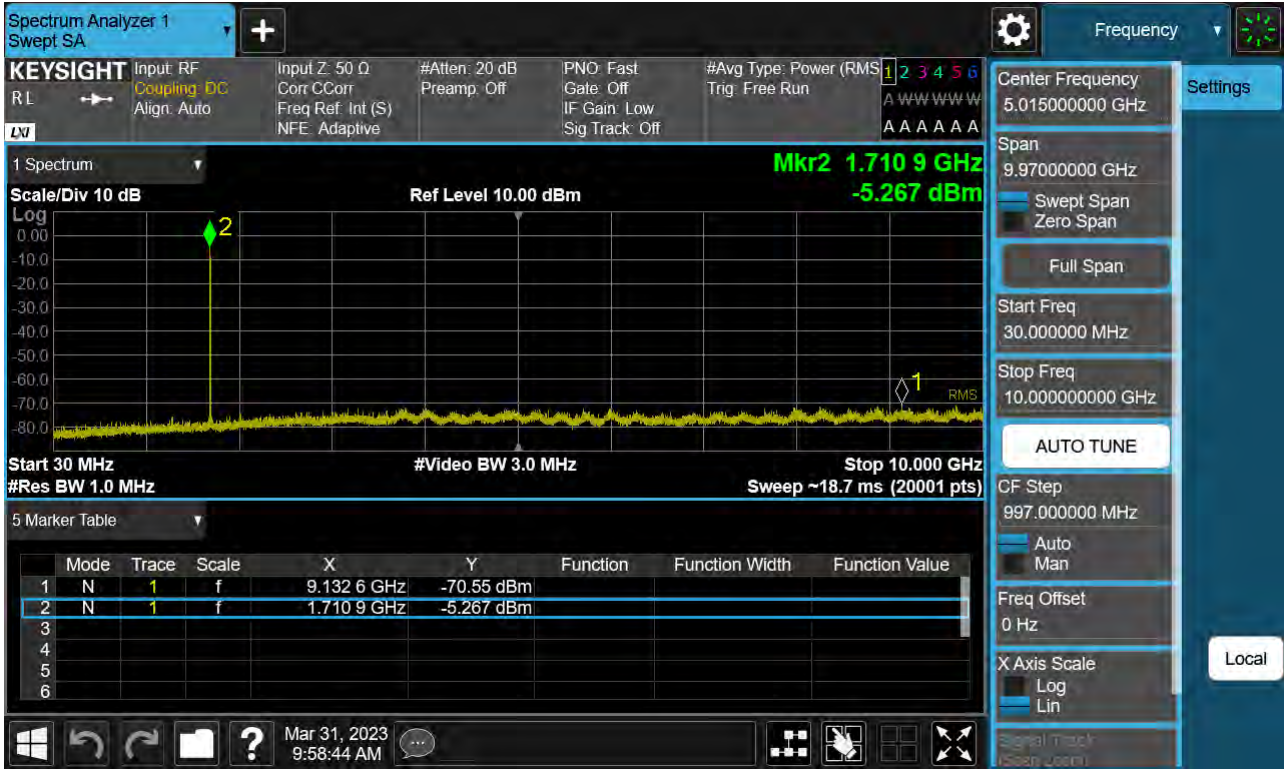 Spectrum Analyzer 1
Swept SA
+
Frequency
KEYSIGHT
RL
LXI
Input: RF
Coupling: DC
Align: Auto
Input Z: 50 Ω
Corr CCorr
Freq Ref: Int (S)
NFE: Adaptive
#Atten: 20 dB
Preamp: Off
PNO: Fast
Gate: Off
IF Gain: Low
Sig Track: Off
#Avg Type: Power (RMS
Trig: Free Run
1 2 3 4 5 6
A W W W W W
A A A A A A
1 Spectrum
Mkr2 1.710 9 GHz
-5.267 dBm
Scale/Div 10 dB
Ref Level 10.00 dBm
Log
0.00
-10.0
-20.0
-30.0
-40.0
-50.0
-60.0
-70.0
-80.0
2
1
RMS
Start 30 MHz
#Video BW 3.0 MHz
Stop 10.000 GHz
#Res BW 1.0 MHz
Sweep ~18.7 ms (20001 pts)
5 Marker Table
Mode Trace Scale X Y Function Function Width Function Value
1 N 1 f 9.132 6 GHz -70.55 dBm
2 N 1 f 1.710 9 GHz -5.267 dBm
3
4
5
6
Mar 31, 2023
9:58:44 AM
?
Center Frequency
5.015000000 GHz
Span
9.97000000 GHz
Swept Span
Zero Span
Full Span
Start Freq
30.000000 MHz
Stop Freq
10.000000000 GHz
AUTO TUNE
CF Step
997.000000 MHz
Auto
Man
Freq Offset
0 Hz
X Axis Scale
Log
Lin
Signal Track
(Span Zoom)
Settings
Local